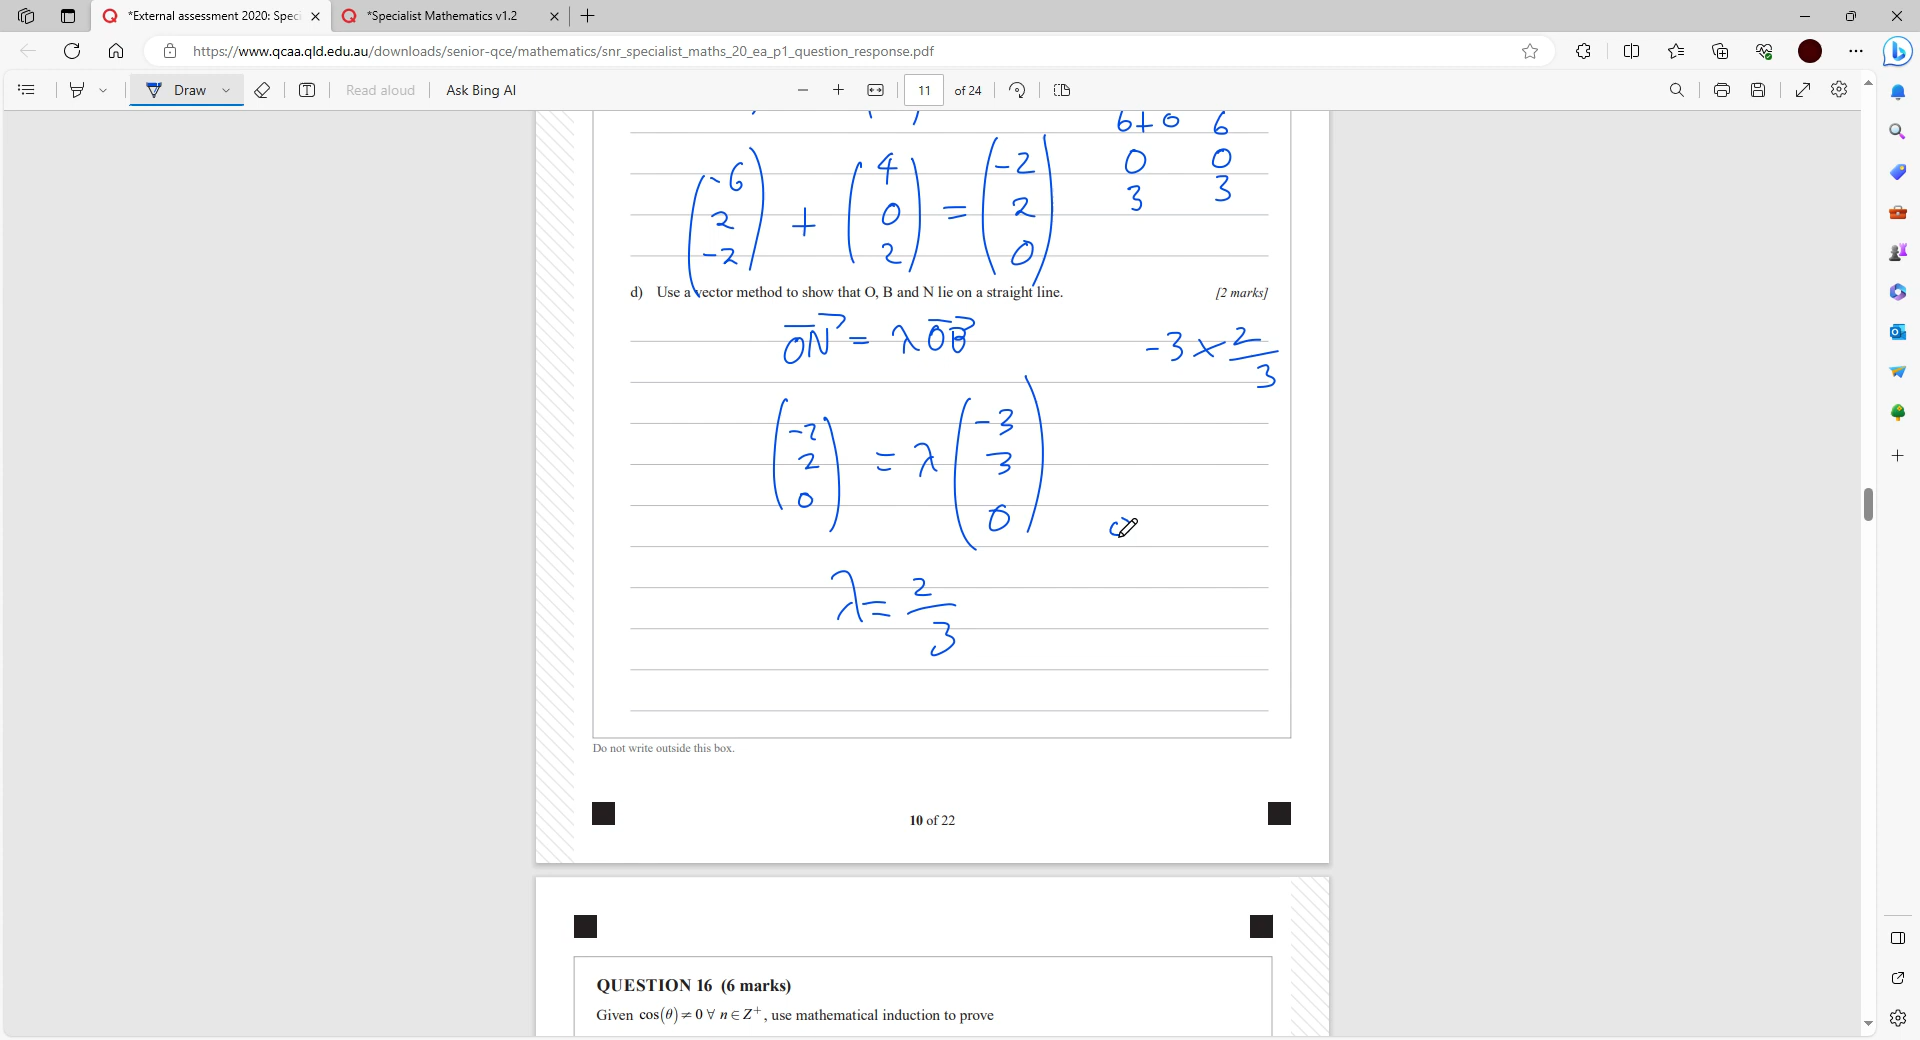 *External assessment 2020: Speci
*Specialist Mathematics v1.2
https://www.qcaa.qld.edu.au/downloads/senior-qce/mathematics/snr_specialist_maths_20_ea_p1_question_response.pdf
Draw
Read aloud
Ask Bing AI
11 of 24
6+0 6
0 0
3 3
(-6 2 -2) + (4 0 2) = (-2 2 0)
d) Use a vector method to show that O, B and N lie on a straight line. [2 marks]
ON = λ OB
-3 × 2/3
(-2 2 0) = λ (-3 3 0)
λ = 2/3
Do not write outside this box.
10 of 22
QUESTION 16 (6 marks)
Given cos(θ) ≠ 0 ∀ n ∈ Z⁺, use mathematical induction to prove